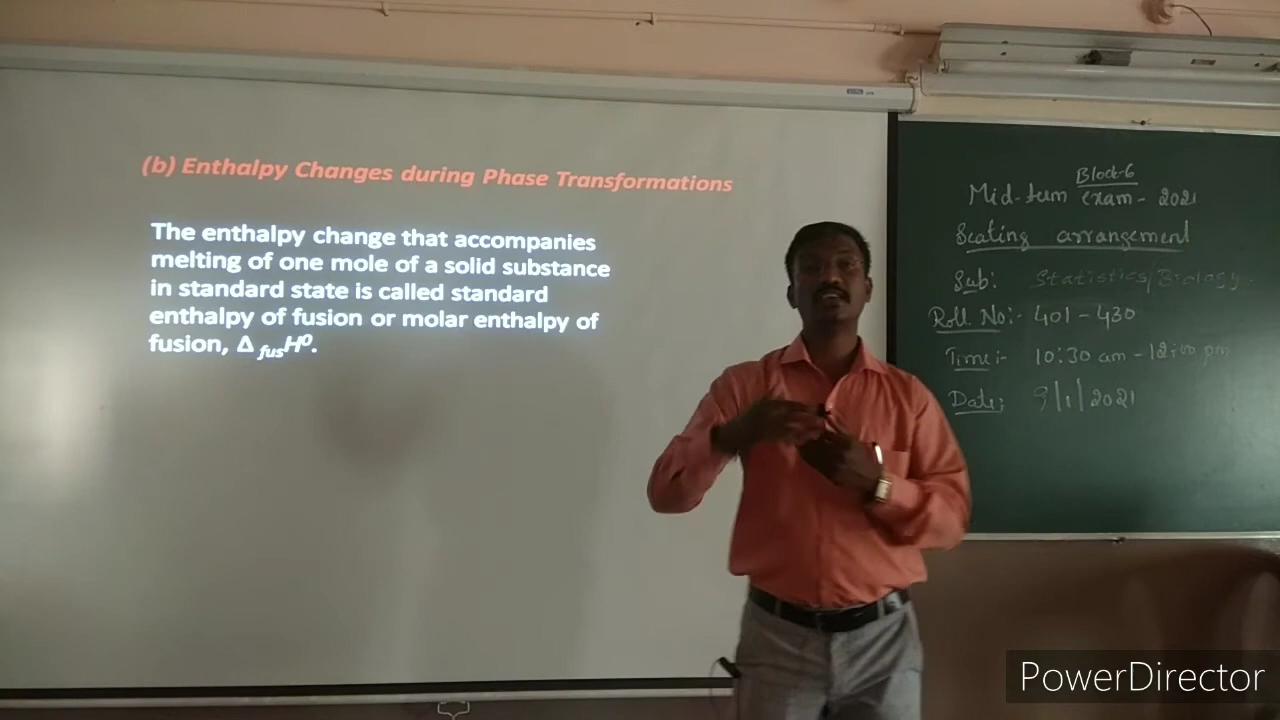 (b) Enthalpy Changes during Phase Transformations
The enthalpy change that accompanies
melting of one mole of a solid substance
in standard state is called standard
enthalpy of fusion or molar enthalpy of
fusion, Δ fusH⁰.
Block-6
Mid-term exam - 2021
Seating arrangement
Sub: Statistics/Biology
Roll No:- 401 - 430
Time:- 10:30 am - 12:00 pm
Date: 9/1/2021
PowerDirector